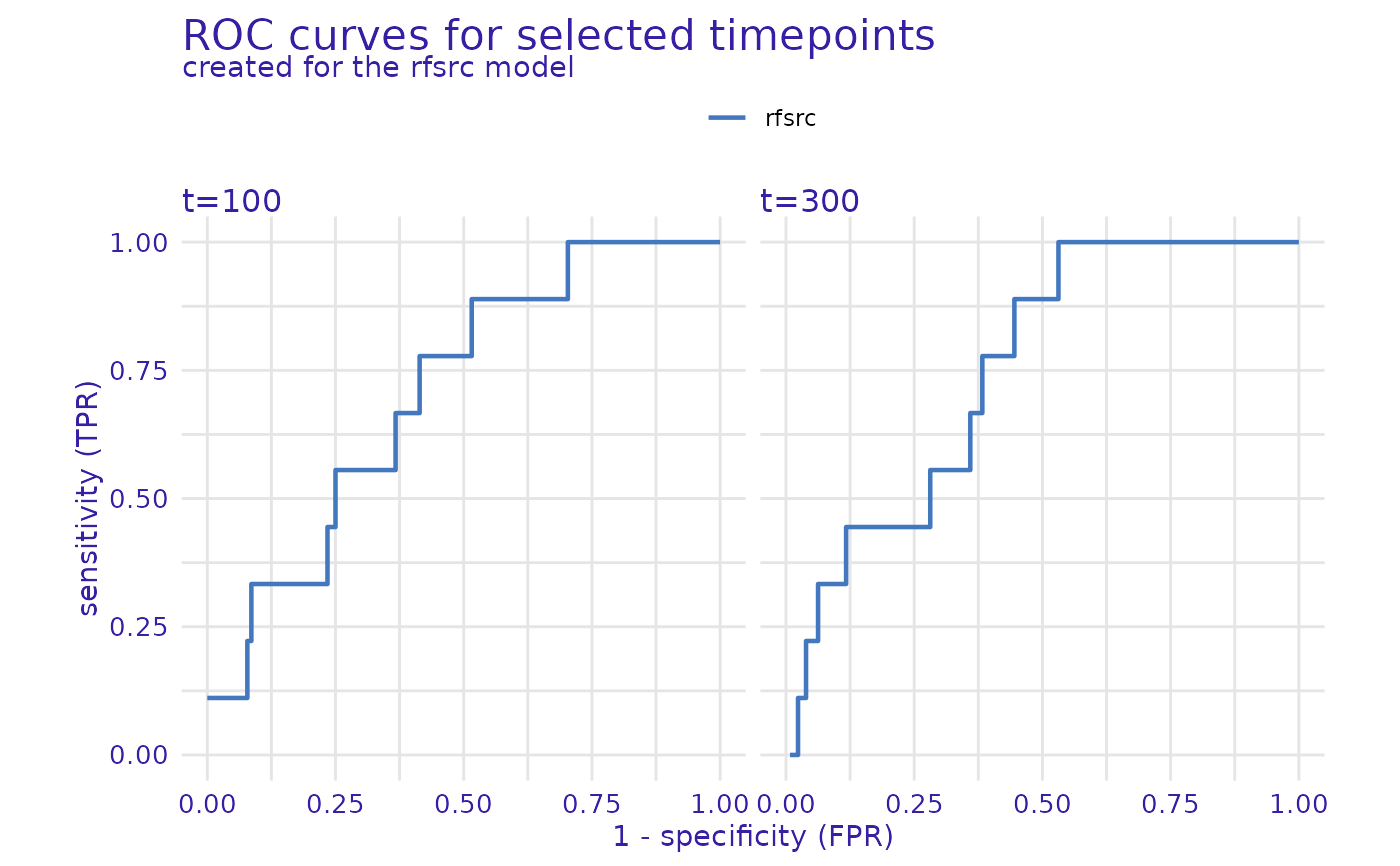 ROC curves for selected timepoints
created for the rfsrc model
rfsrc
t=100
t=300
1.00
0.75
0.50
0.25
0.00
sensitivity (TPR)
0.00 0.25 0.50 0.75 1.00 0.00 0.25 0.50 0.75 1.00
1 - specificity (FPR)